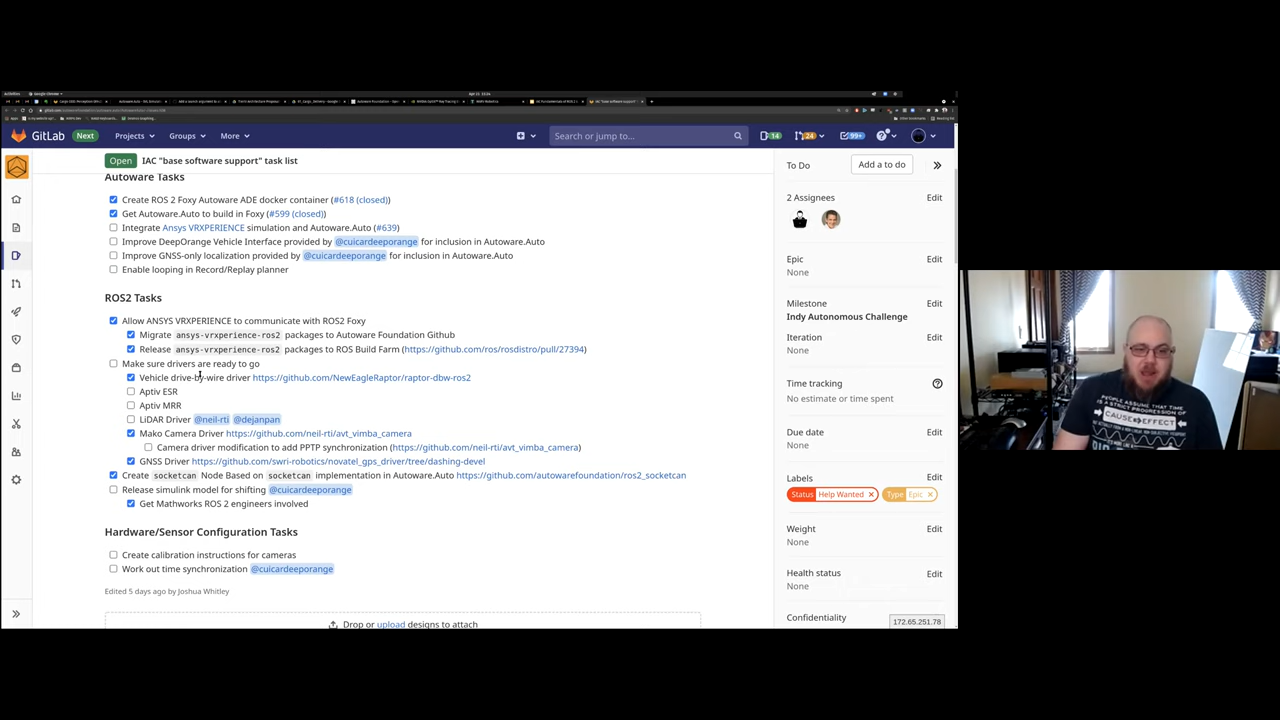 GitLab Next Projects Groups More Search or jump to... 14 24 99+
Open IAC "base software support" task list
Autoware Tasks
Create ROS 2 Foxy Autoware ADE docker container (#618 (closed))
Get Autoware.Auto to build in Foxy (#599 (closed))
Integrate Ansys VRXPERIENCE simulation and Autoware.Auto (#639)
Improve DeepOrange Vehicle Interface provided by @cuicardeeporange for inclusion in Autoware.Auto
Improve GNSS-only localization provided by @cuicardeeporange for inclusion in Autoware.Auto
Enable looping in Record/Replay planner
ROS2 Tasks
Allow ANSYS VRXPERIENCE to communicate with ROS2 Foxy
Migrate ansys-vrxperience-ros2 packages to Autoware Foundation Github
Release ansys-vrxperience-ros2 packages to ROS Build Farm (https://github.com/ros/rosdistro/pull/27394)
Make sure drivers are ready to go
Vehicle drive-by-wire driver https://github.com/NewEagleRaptor/raptor-dbw-ros2
Aptiv ESR
Aptiv MRR
LiDAR Driver @neil-rti @dejanpan
Mako Camera Driver https://github.com/neil-rti/avt_vimba_camera
Camera driver modification to add PPTP synchronization (https://github.com/neil-rti/avt_vimba_camera)
GNSS Driver https://github.com/swri-robotics/novatel_gps_driver/tree/dashing-devel
Create socketcan Node Based on socketcan implementation in Autoware.Auto https://github.com/autowarefoundation/ros2_socketcan
Release simulink model for shifting @cuicardeeporange
Get Mathworks ROS 2 engineers involved
Hardware/Sensor Configuration Tasks
Create calibration instructions for cameras
Work out time synchronization @cuicardeeporange
Edited 5 days ago by Joshua Whitley
Drop or upload designs to attach
To Do Add a to do
2 Assignees Edit
Epic Edit
None
Milestone Edit
Indy Autonomous Challenge
Iteration Edit
None
Time tracking
No estimate or time spent
Due date Edit
None
Labels Edit
Status Help Wanted Type Epic
Weight Edit
None
Health status Edit
None
Confidentiality
172.65.251.78
PEOPLE ASSUME THAT TIME
IS A STRICT PROGRESSION OF
CAUSE EFFECT